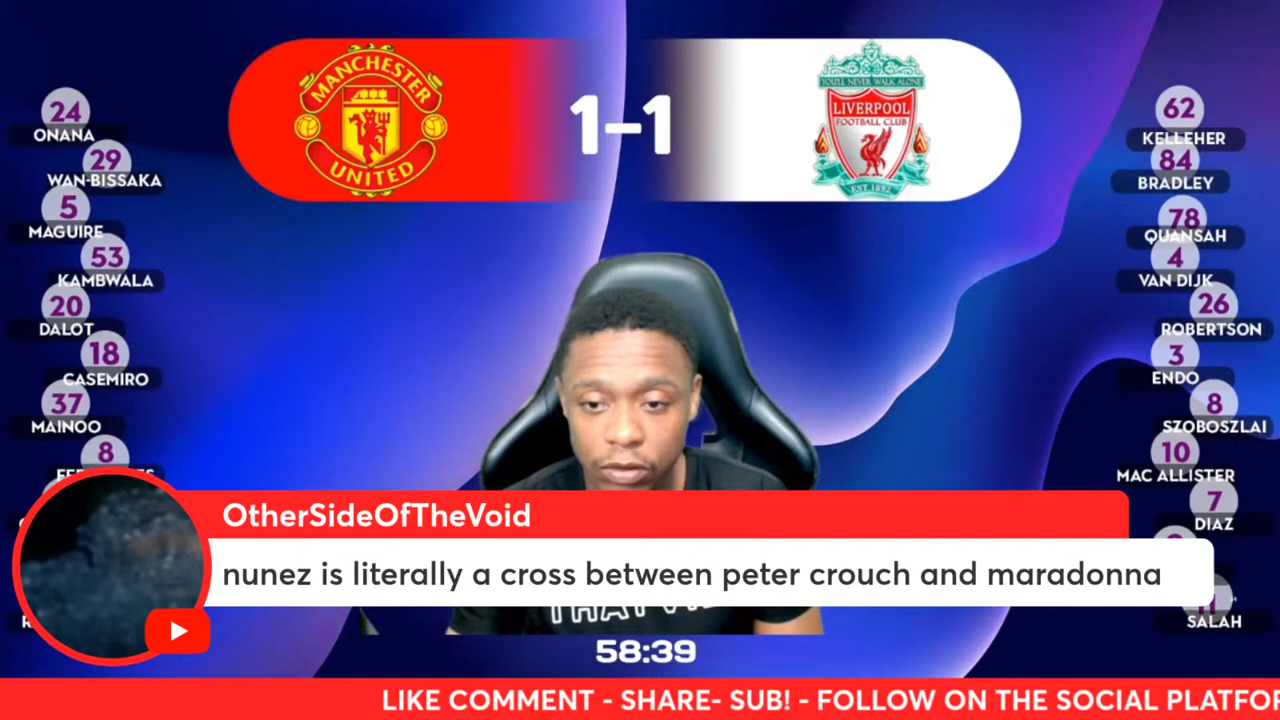 MANCHESTER
UNITED
1-1
YOU'LL NEVER WALK ALONE
LIVERPOOL
FOOTBALL CLUB
EST 1892
24
ONANA
29
WAN-BISSAKA
5
MAGUIRE
53
KAMBWALA
20
DALOT
18
CASEMIRO
37
MAINOO
8
62
KELLEHER
84
BRADLEY
78
QUANSAH
4
VAN DIJK
26
ROBERTSON
3
ENDO
8
SZOBOSZLAI
10
MAC ALLISTER
7
DIAZ
11
SALAH
OtherSideOfTheVoid
nunez is literally a cross between peter crouch and maradonna
58:39
LIKE COMMENT - SHARE- SUB! - FOLLOW ON THE SOCIAL PLATFOR